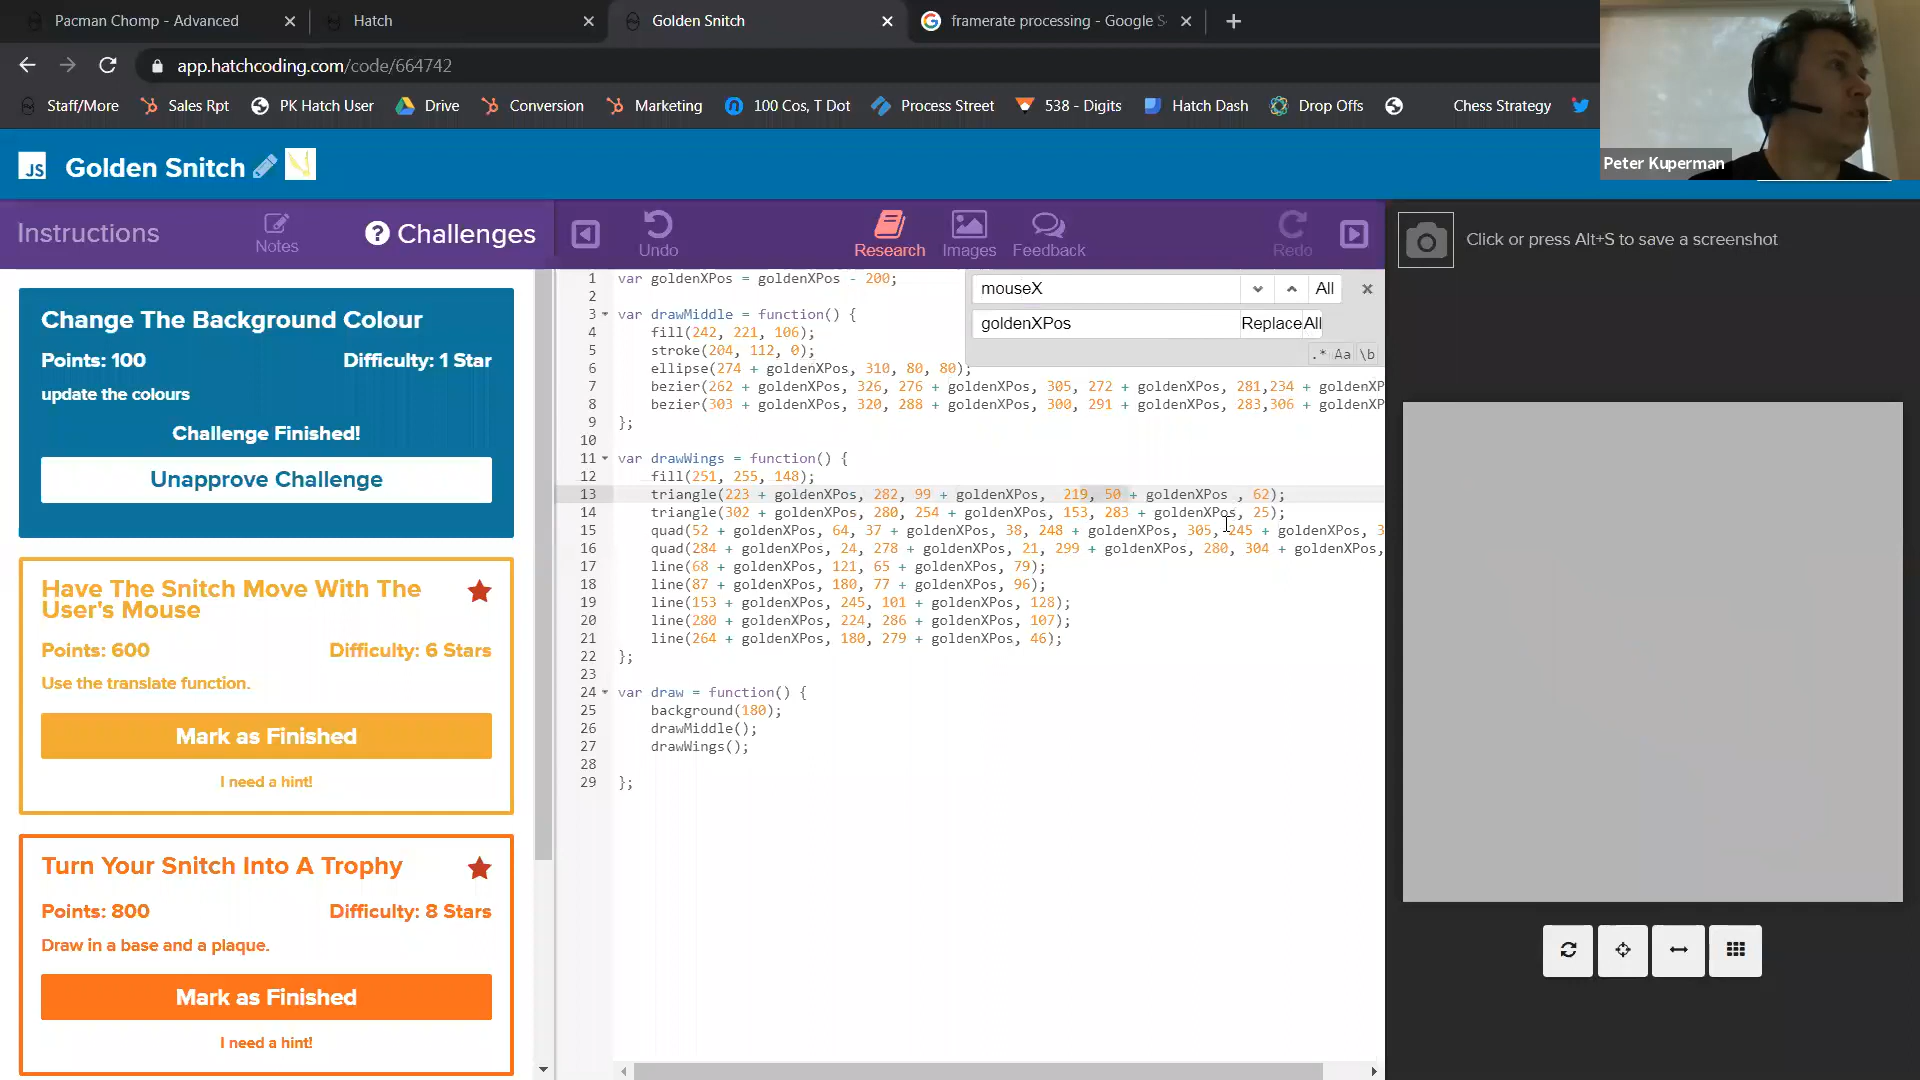 Pacman Chomp - Advanced
Hatch
Golden Snitch
framerate processing - Google S
app.hatchcoding.com/code/664742
Staff/More
Sales Rpt
PK Hatch User
Drive
Conversion
Marketing
100 Cos, T Dot
Process Street
538 - Digits
Hatch Dash
Drop Offs
Chess Strategy
Peter Kuperman
JS
Golden Snitch
Instructions
Notes
? Challenges
Undo
Research
Images
Feedback
Redo
Click or press Alt+S to save a screenshot
Change The Background Colour
Points: 100
Difficulty: 1 Star
update the colours
Challenge Finished!
Unapprove Challenge
Have The Snitch Move With The
User's Mouse
Points: 600
Difficulty: 6 Stars
Use the translate function.
Mark as Finished
I need a hint!
Turn Your Snitch Into A Trophy
Points: 800
Difficulty: 8 Stars
Draw in a base and a plaque.
Mark as Finished
I need a hint!
mouseX
All
goldenXPos
Replace All
.* Aa \b
1 var goldenXPos = goldenXPos - 200;
2
3 var drawMiddle = function() {
4 fill(242, 221, 106);
5 stroke(204, 112, 0);
6 ellipse(274 + goldenXPos, 310, 80, 80);
7 bezier(262 + goldenXPos, 326, 276 + goldenXPos, 305, 272 + goldenXPos, 281,234 + goldenXP
8 bezier(303 + goldenXPos, 320, 288 + goldenXPos, 300, 291 + goldenXPos, 283,306 + goldenXP
9 };
10
11 var drawWings = function() {
12 fill(251, 255, 148);
13 triangle(223 + goldenXPos, 282, 99 + goldenXPos,  219, 50 + goldenXPos , 62);
14 triangle(302 + goldenXPos, 280, 254 + goldenXPos, 153, 283 + goldenXPos, 25);
15 quad(52 + goldenXPos, 64, 37 + goldenXPos, 38, 248 + goldenXPos, 305, 245 + goldenXPos, 3
16 quad(284 + goldenXPos, 24, 278 + goldenXPos, 21, 299 + goldenXPos, 280, 304 + goldenXPos,
17 line(68 + goldenXPos, 121, 65 + goldenXPos, 79);
18 line(87 + goldenXPos, 180, 77 + goldenXPos, 96);
19 line(153 + goldenXPos, 245, 101 + goldenXPos, 128);
20 line(280 + goldenXPos, 224, 286 + goldenXPos, 107);
21 line(264 + goldenXPos, 180, 279 + goldenXPos, 46);
22 };
23
24 var draw = function() {
25 background(180);
26 drawMiddle();
27 drawWings();
28
29 };